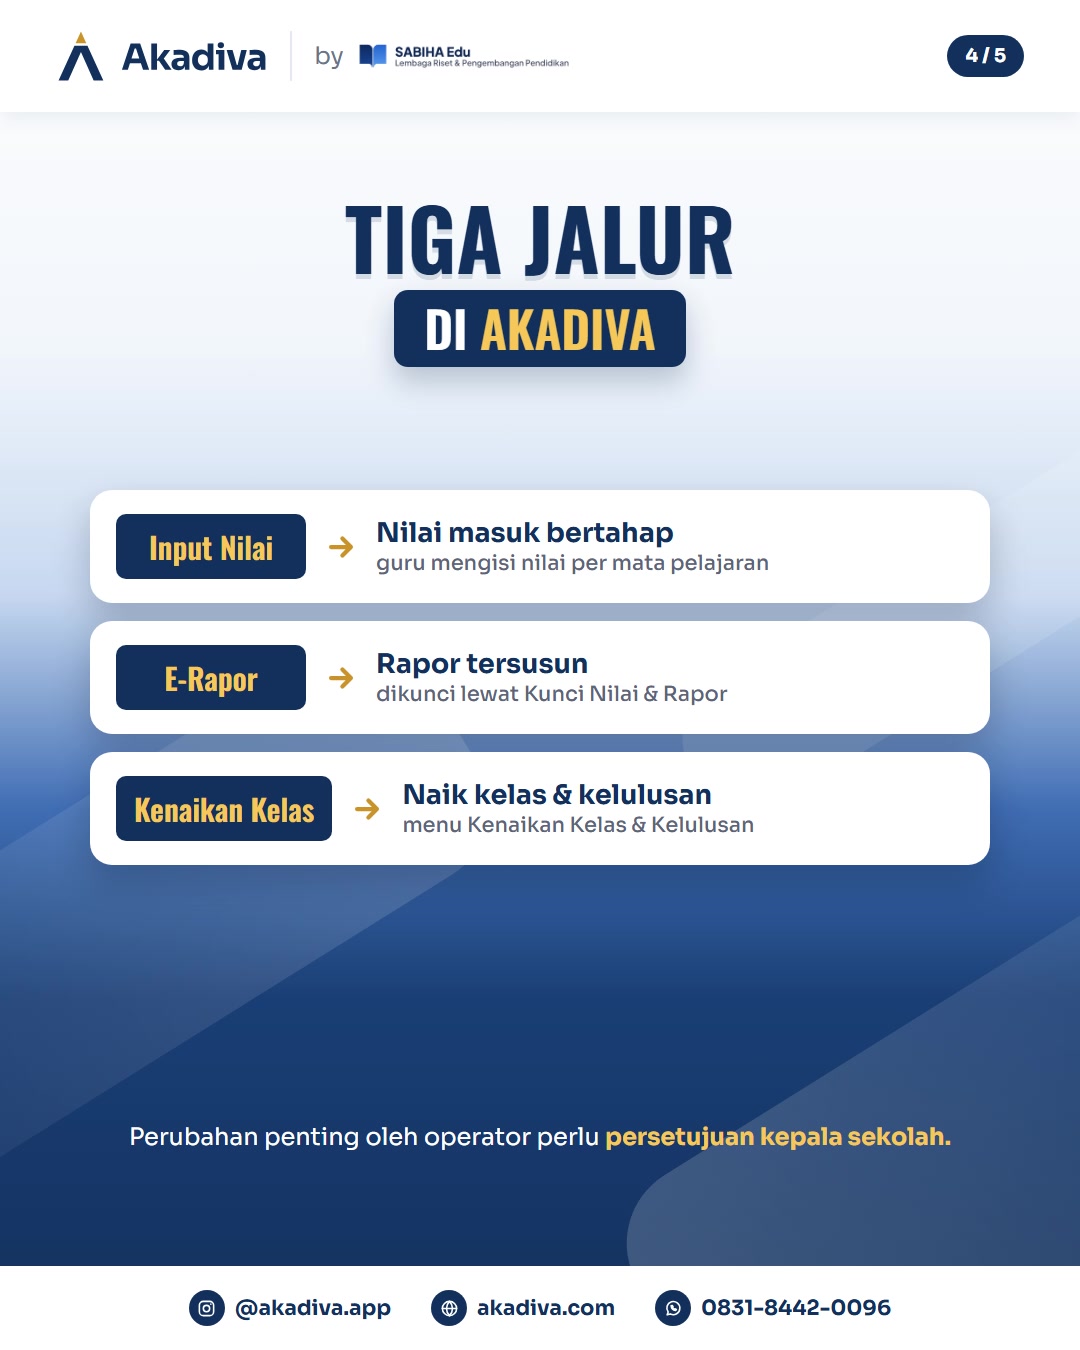 Akadiva
by
SABIHA Edu
Lembaga Riset & Pengembangan Pendidikan
4 / 5
TIGA JALUR
DI AKADIVA
Input Nilai
Nilai masuk bertahap
guru mengisi nilai per mata pelajaran
E-Rapor
Rapor tersusun
dikunci lewat Kunci Nilai & Rapor
Kenaikan Kelas
Naik kelas & kelulusan
menu Kenaikan Kelas & Kelulusan
Perubahan penting oleh operator perlu persetujuan kepala sekolah.
@akadiva.app
akadiva.com
0831-8442-0096